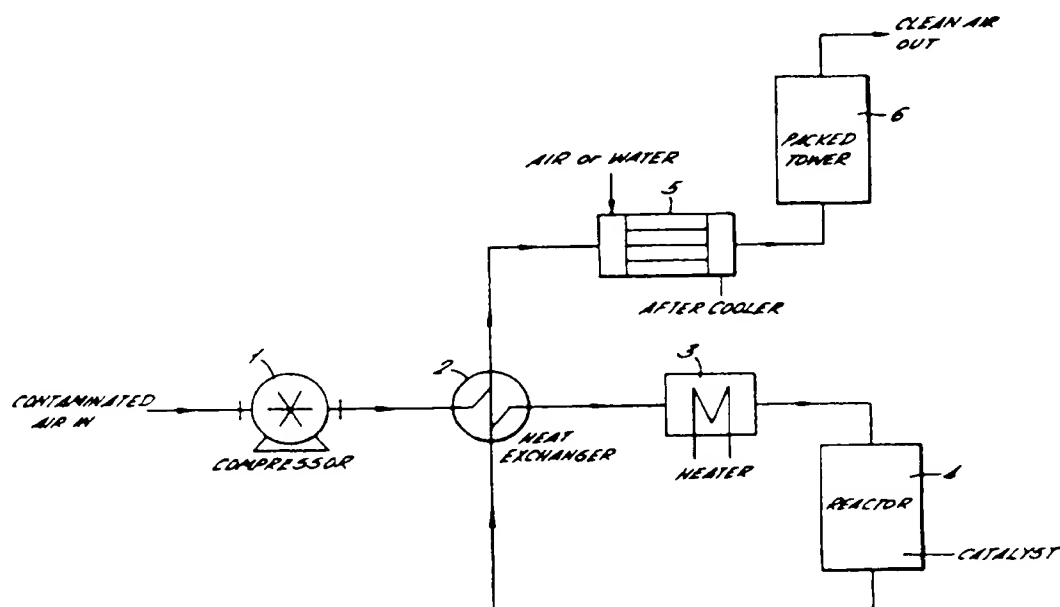 CLEAN AIR
OUT
6
PACKED
TOWER
AIR OR WATER
5
AFTER COOLER
1
2
3
CONTAMINATED
AIR IN
COMPRESSOR
HEAT
EXCHANGER
HEATER
4
REACTOR
CATALYST